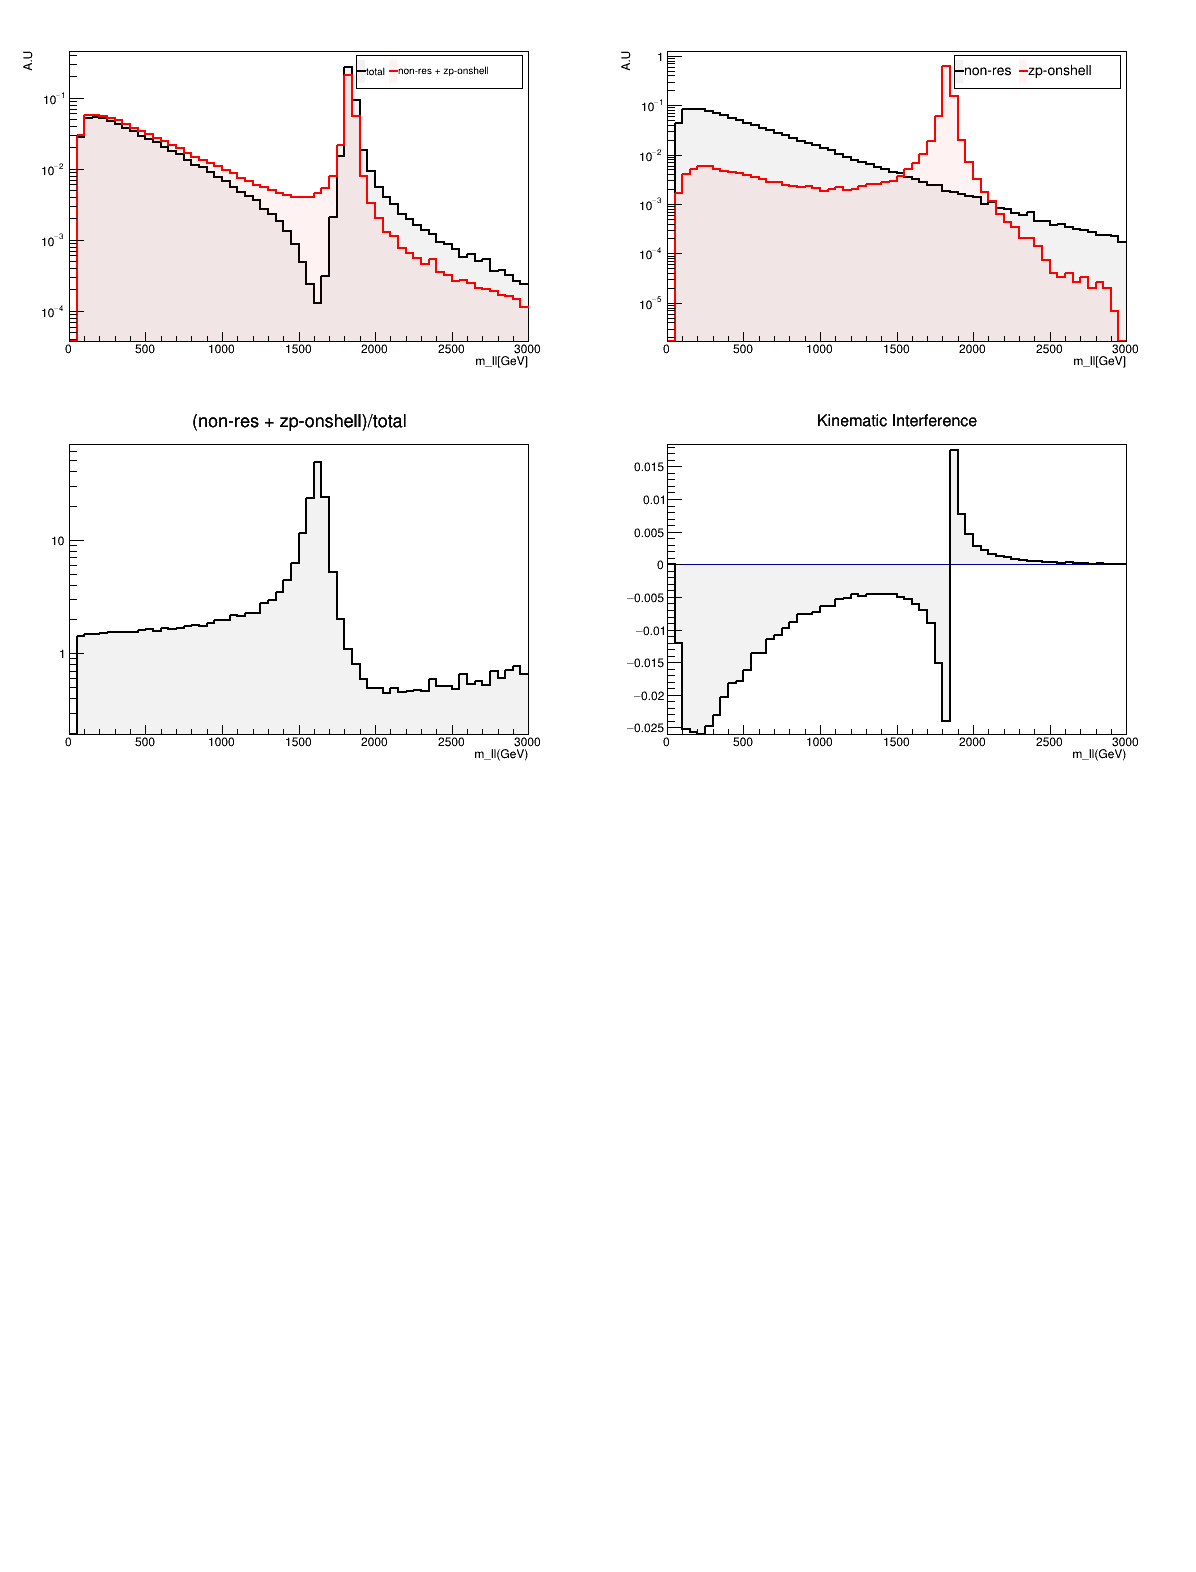 A.U
total non-res + zp-onshell
10⁻¹
10⁻²
10⁻³
10⁻⁴
0 500 1000 1500 2000 2500 3000
m_ll[GeV]
A.U
non-res zp-onshell
1
10⁻¹
10⁻²
10⁻³
10⁻⁴
10⁻⁵
0 500 1000 1500 2000 2500 3000
m_ll[GeV]
(non-res + zp-onshell)/total
10
1
0 500 1000 1500 2000 2500 3000
m_ll(GeV)
Kinematic Interference
0.015
0.01
0.005
0
−0.005
−0.01
−0.015
−0.02
−0.025
0 500 1000 1500 2000 2500 3000
m_ll(GeV)